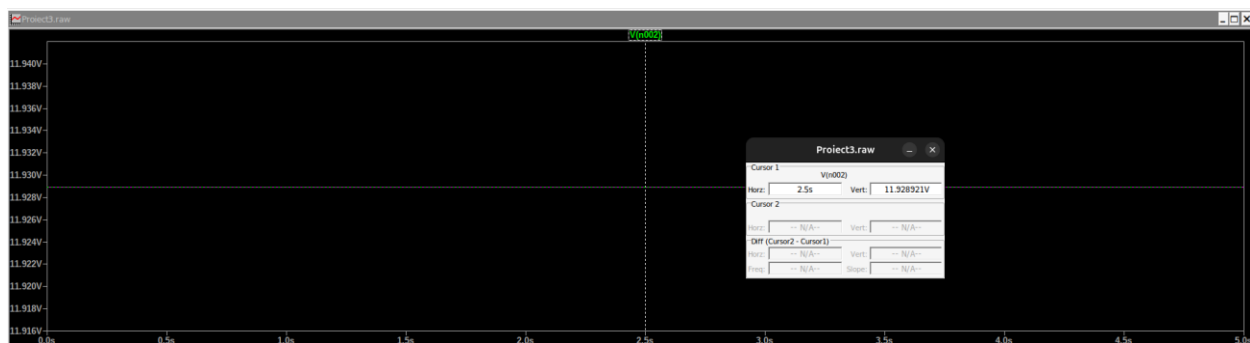 Proiect3.raw
V(n002)
11.940V
11.938V
11.936V
11.934V
11.932V
11.930V
11.928V
11.926V
11.924V
11.922V
11.920V
11.918V
11.916V
0.0s 0.5s 1.0s 1.5s 2.0s 2.5s 3.0s 3.5s 4.0s 4.5s 5.0s
Proiect3.raw
Cursor 1
V(n002)
Horz: 2.5s Vert: 11.928921V
Cursor 2
Horz: -- N/A-- Vert: -- N/A--
Diff (Cursor2 - Cursor1)
Horz: -- N/A-- Vert: -- N/A--
Freq: -- N/A-- Slope: -- N/A--